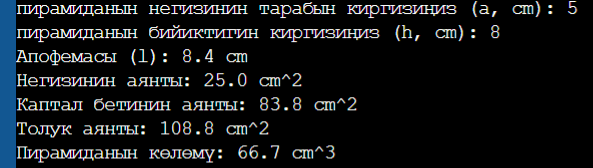 пирамиданын негизинин тарабын киргизиңиз (a, cm): 5
пирамиданын бийиктигин киргизиңиз (h, cm): 8
Апофемасы (l): 8.4 cm
Негизинин аянты: 25.0 cm^2
Каптал бетинин аянты: 83.8 cm^2
Толук аянты: 108.8 cm^2
Пирамиданын көлөмү: 66.7 cm^3